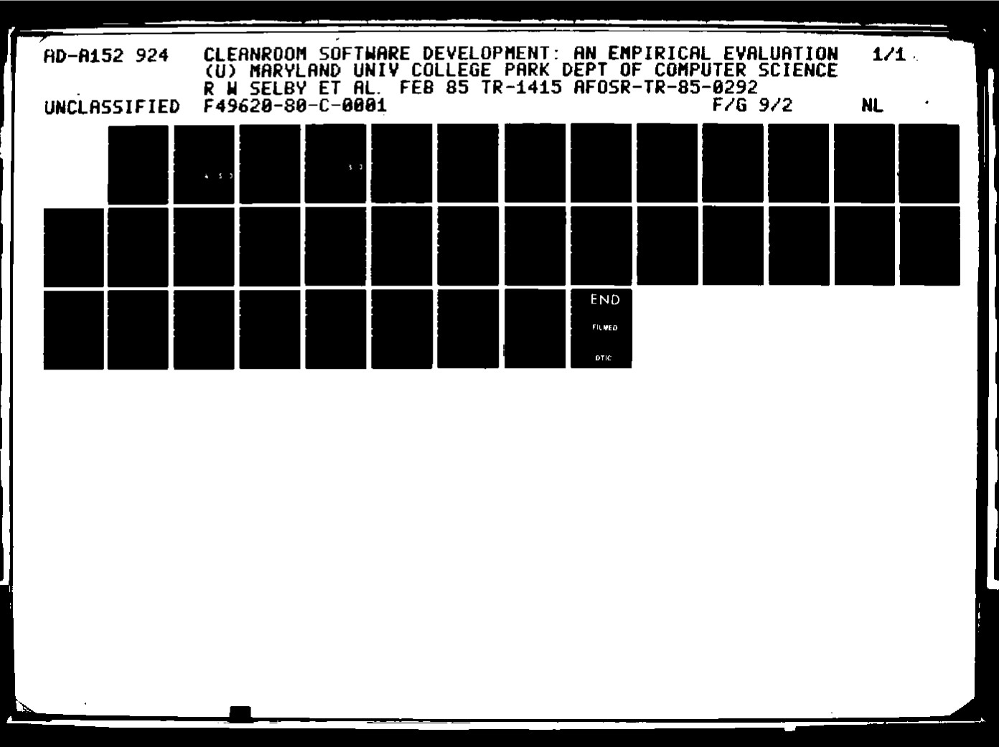 AD-A152 924 CLEANROOM SOFTWARE DEVELOPMENT: AN EMPIRICAL EVALUATION 1/1
(U) MARYLAND UNIV COLLEGE PARK DEPT OF COMPUTER SCIENCE
R W SELBY ET AL. FEB 85 TR-1415 AFOSR-TR-85-0292
UNCLASSIFIED F49620-80-C-0001 F/G 9/2 NL
END
FILMED
DTIC